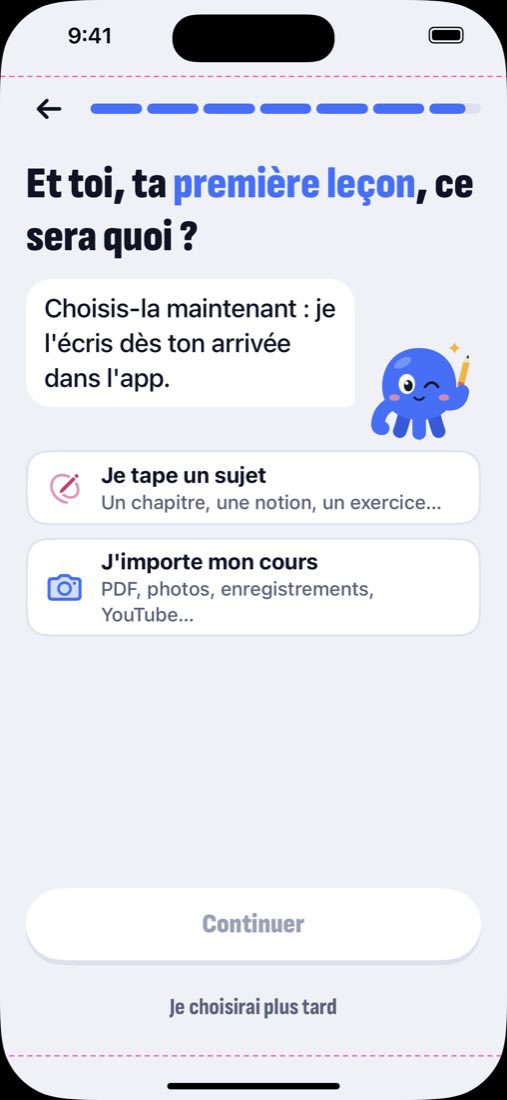 9:41
Et toi, ta première leçon, ce
sera quoi ?
Choisis-la maintenant : je
l'écris dès ton arrivée
dans l'app.
Je tape un sujet
Un chapitre, une notion, un exercice...
J'importe mon cours
PDF, photos, enregistrements,
YouTube...
Continuer
Je choisirai plus tard